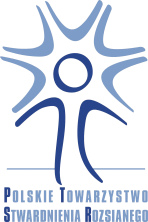 POLSKIE TOWARZYSTWO
STWARDNIENIA ROZSIANEGO